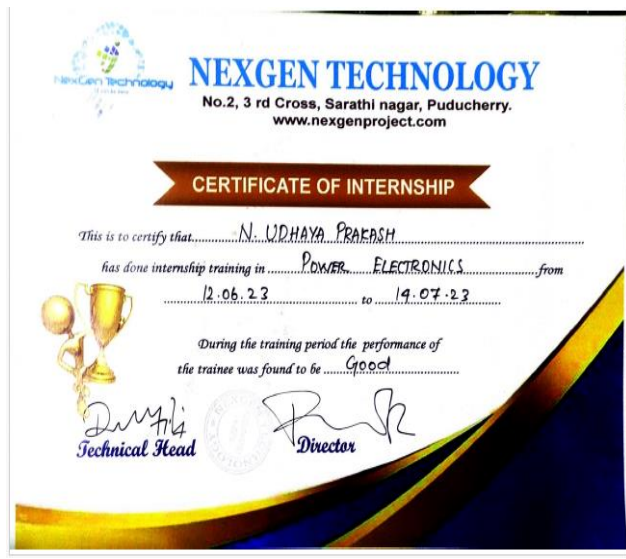 NexGen Technology
NEXGEN TECHNOLOGY
No.2, 3 rd Cross, Sarathi nagar, Puducherry.
www.nexgenproject.com
CERTIFICATE OF INTERNSHIP
This is to certify that.......N. UDHAYA PRAKASH.......
has done internship training in.......POWER ELECTRONICS.......from
.......12.06.23.......to.......14.07.23.......
During the training period the performance of
the trainee was found to be.......Good.......
Technical Head
Director